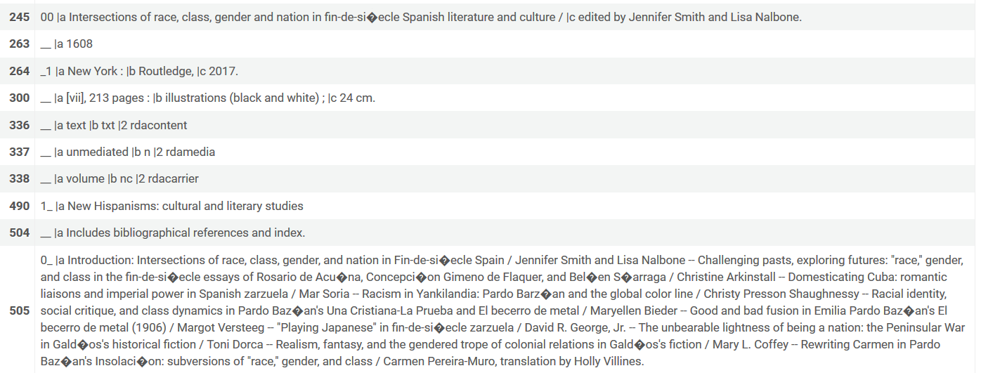 245 00 |a Intersections of race, class, gender and nation in fin-de-si�ecle Spanish literature and culture / |c edited by Jennifer Smith and Lisa Nalbone.
263 __ |a 1608
264 _1 |a New York : |b Routledge, |c 2017.
300 __ |a [vii], 213 pages : |b illustrations (black and white) ; |c 24 cm.
336 __ |a text |b txt |2 rdacontent
337 __ |a unmediated |b n |2 rdamedia
338 __ |a volume |b nc |2 rdacarrier
490 1_ |a New Hispanisms: cultural and literary studies
504 __ |a Includes bibliographical references and index.
0_ |a Introduction: Intersections of race, class, gender, and nation in Fin-de-si�ecle Spain / Jennifer Smith and Lisa Nalbone -- Challenging pasts, exploring futures: "race," gender,
and class in the fin-de-si�ecle essays of Rosario de Acu�na, Concepci�on Gimeno de Flaquer, and Bel�en S�arraga / Christine Arkinstall -- Domesticating Cuba: romantic
liaisons and imperial power in Spanish zarzuela / Mar Soria -- Racism in Yankilandia: Pardo Barz�an and the global color line / Christy Presson Shaughnessy -- Racial identity,
505 social critique, and class dynamics in Pardo Baz�an's Una Cristiana-La Prueba and El becerro de metal / Maryellen Bieder -- Good and bad fusion in Emilia Pardo Baz�an's El
becerro de metal (1906) / Margot Versteeg -- "Playing Japanese" in fin-de-si�ecle zarzuela / David R. George, Jr. -- The unbearable lightness of being a nation: the Peninsular War
in Gald�os's historical fiction / Toni Dorca -- Realism, fantasy, and the gendered trope of colonial relations in Gald�os's fiction / Mary L. Coffey -- Rewriting Carmen in Pardo
Baz�an's Insolaci�on: subversions of "race," gender, and class / Carmen Pereira-Muro, translation by Holly Villines.